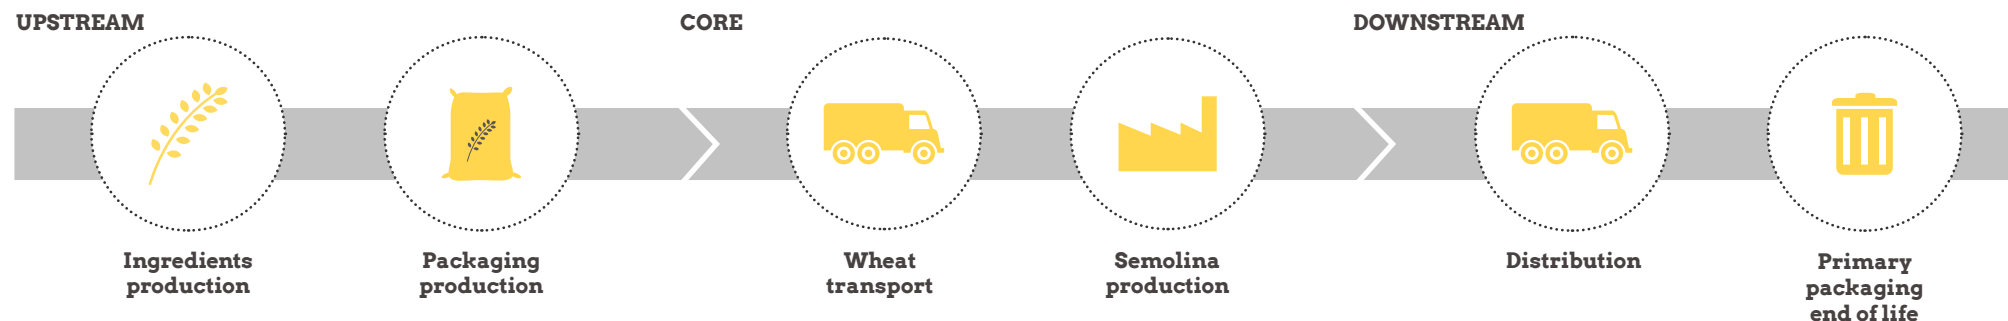 UPSTREAM
CORE
DOWNSTREAM
Ingredients
production
Packaging
production
Wheat
transport
Semolina
production
Distribution
Primary
packaging
end of life